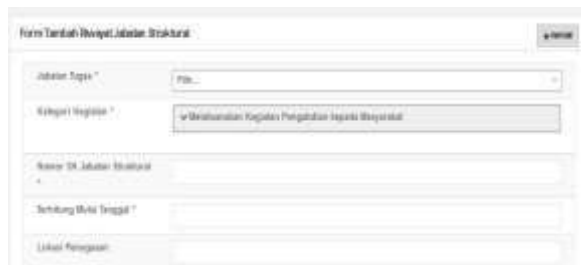 Form Tambah Riwayat Jabatan Struktural
Jabatan Tugas *
Pilih...
Kategori Kegiatan *
Melaksanakan Kegiatan Pengabdian kepada Masyarakat
Nomor SK Jabatan Struktural
*
Terhitung Mulai Tanggal *
Lokasi Penugasan